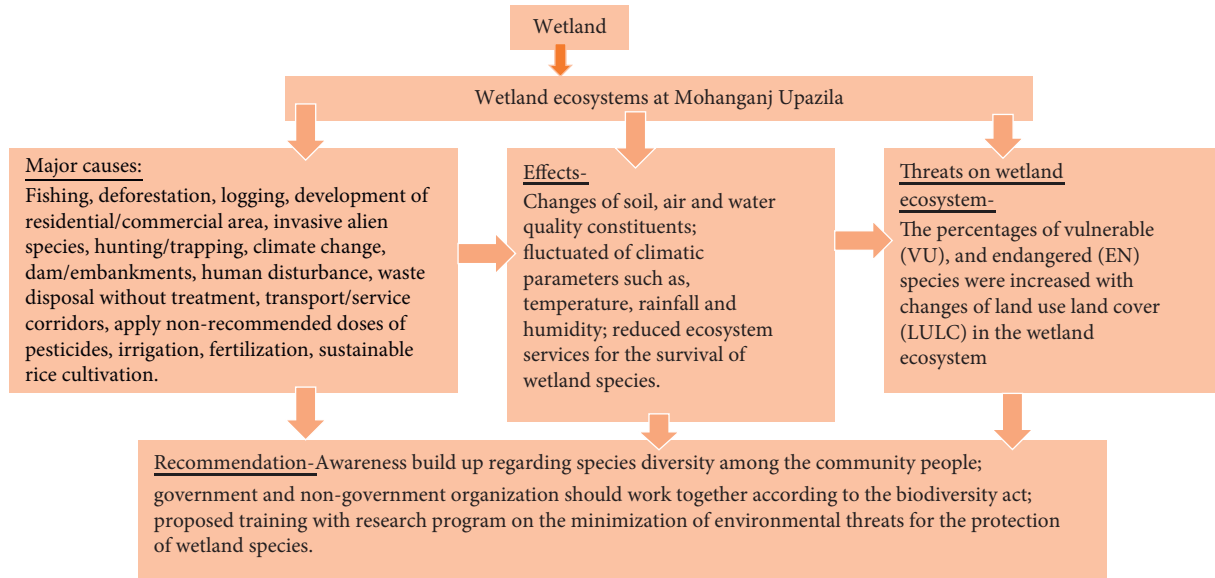 Wetland
Wetland ecosystems at Mohanganj Upazila
Major causes:
Fishing, deforestation, logging, development of
residential/commercial area, invasive alien
species, hunting/trapping, climate change,
dam/embankments, human disturbance, waste
disposal without treatment, transport/service
corridors, apply non-recommended doses of
pesticides, irrigation, fertilization, sustainable
rice cultivation.
Effects-
Changes of soil, air and water
quality constituents;
fluctuated of climatic
parameters such as,
temperature, rainfall and
humidity; reduced ecosystem
services for the survival of
wetland species.
Threats on wetland
ecosystem-
The percentages of vulnerable
(VU), and endangered (EN)
species were increased with
changes of land use land cover
(LULC) in the wetland
ecosystem
Recommendation-Awareness build up regarding species diversity among the community people;
government and non-government organization should work together according to the biodiversity act;
proposed training with research program on the minimization of environmental threats for the protection
of wetland species.